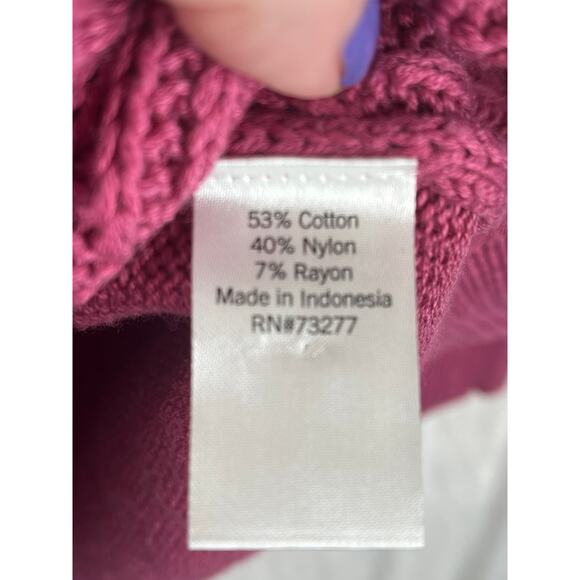 53% Cotton
40% Nylon
7% Rayon
Made in Indonesia
RN#73277